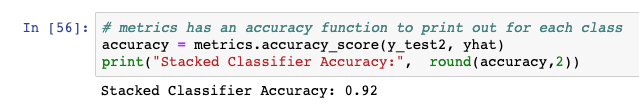 In [56]: # metrics has an accuracy function to print out for each class
accuracy = metrics.accuracy_score(y_test2, yhat)
print("Stacked Classifier Accuracy:",  round(accuracy,2))
Stacked Classifier Accuracy: 0.92